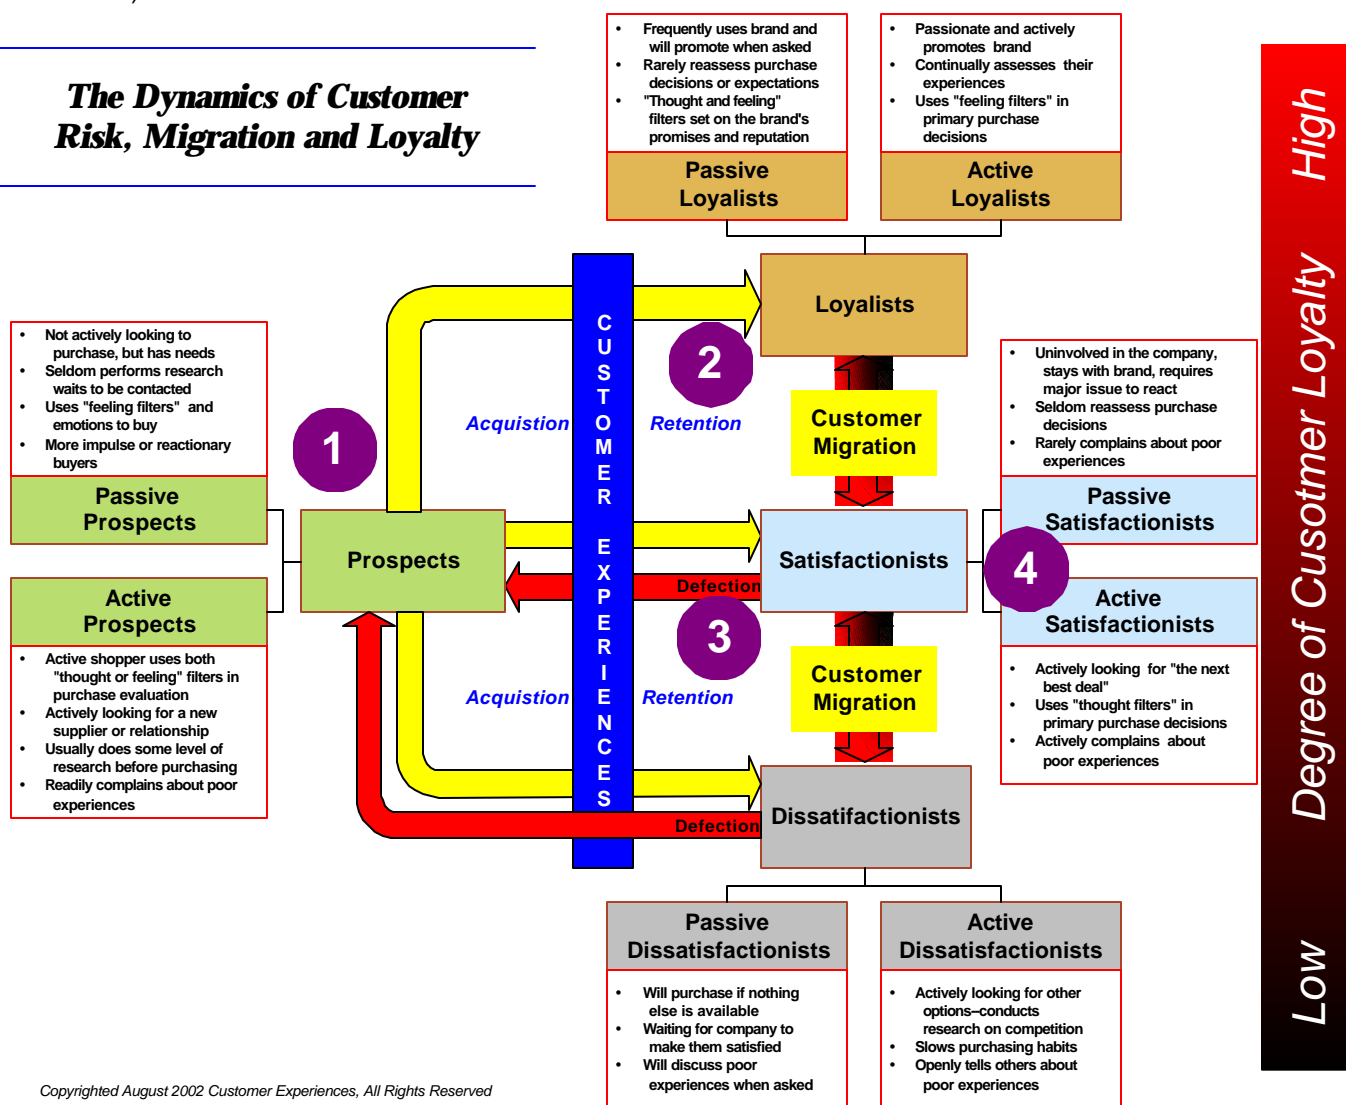 The Dynamics of Customer
Risk, Migration and Loyalty
• Frequently uses brand and
will promote when asked
• Rarely reassess purchase
decisions or expectations
• "Thought and feeling"
filters set on the brand's
promises and reputation
Passive
Loyalists
• Passionate and actively
promotes brand
• Continually assesses their
experiences
• Uses "feeling filters" in
primary purchase
decisions
Active
Loyalists
Loyalists
• Not actively looking to
purchase, but has needs
• Seldom performs research
waits to be contacted
• Uses "feeling filters" and
emotions to buy
• More impulse or reactionary
buyers
Passive
Prospects
1
2
Acquistion
Retention
CUSTOMER EXPERIENCES
Customer
Migration
• Uninvolved in the company,
stays with brand, requires
major issue to react
• Seldom reassess purchase
decisions
• Rarely complains about poor
experiences
Passive
Satisfactionists
Prospects
Satisfactionists
4
Defection
3
Active
Prospects
• Active shopper uses both
"thought or feeling" filters in
purchase evaluation
• Actively looking for a new
supplier or relationship
• Usually does some level of
research before purchasing
• Readily complains about poor
experiences
Acquistion
Retention
Customer
Migration
Active
Satisfactionists
• Actively looking for "the next
best deal"
• Uses "thought filters" in
primary purchase decisions
• Actively complains about
poor experiences
Dissatifactionists
Defection
Passive
Dissatisfactionists
• Will purchase if nothing
else is available
• Waiting for company to
make them satisfied
• Will discuss poor
experiences when asked
Active
Dissatisfactionists
• Actively looking for other
options--conducts
research on competition
• Slows purchasing habits
• Openly tells others about
poor experiences
Low Degree of Cusotmer Loyalty High
Copyrighted August 2002 Customer Experiences, All Rights Reserved